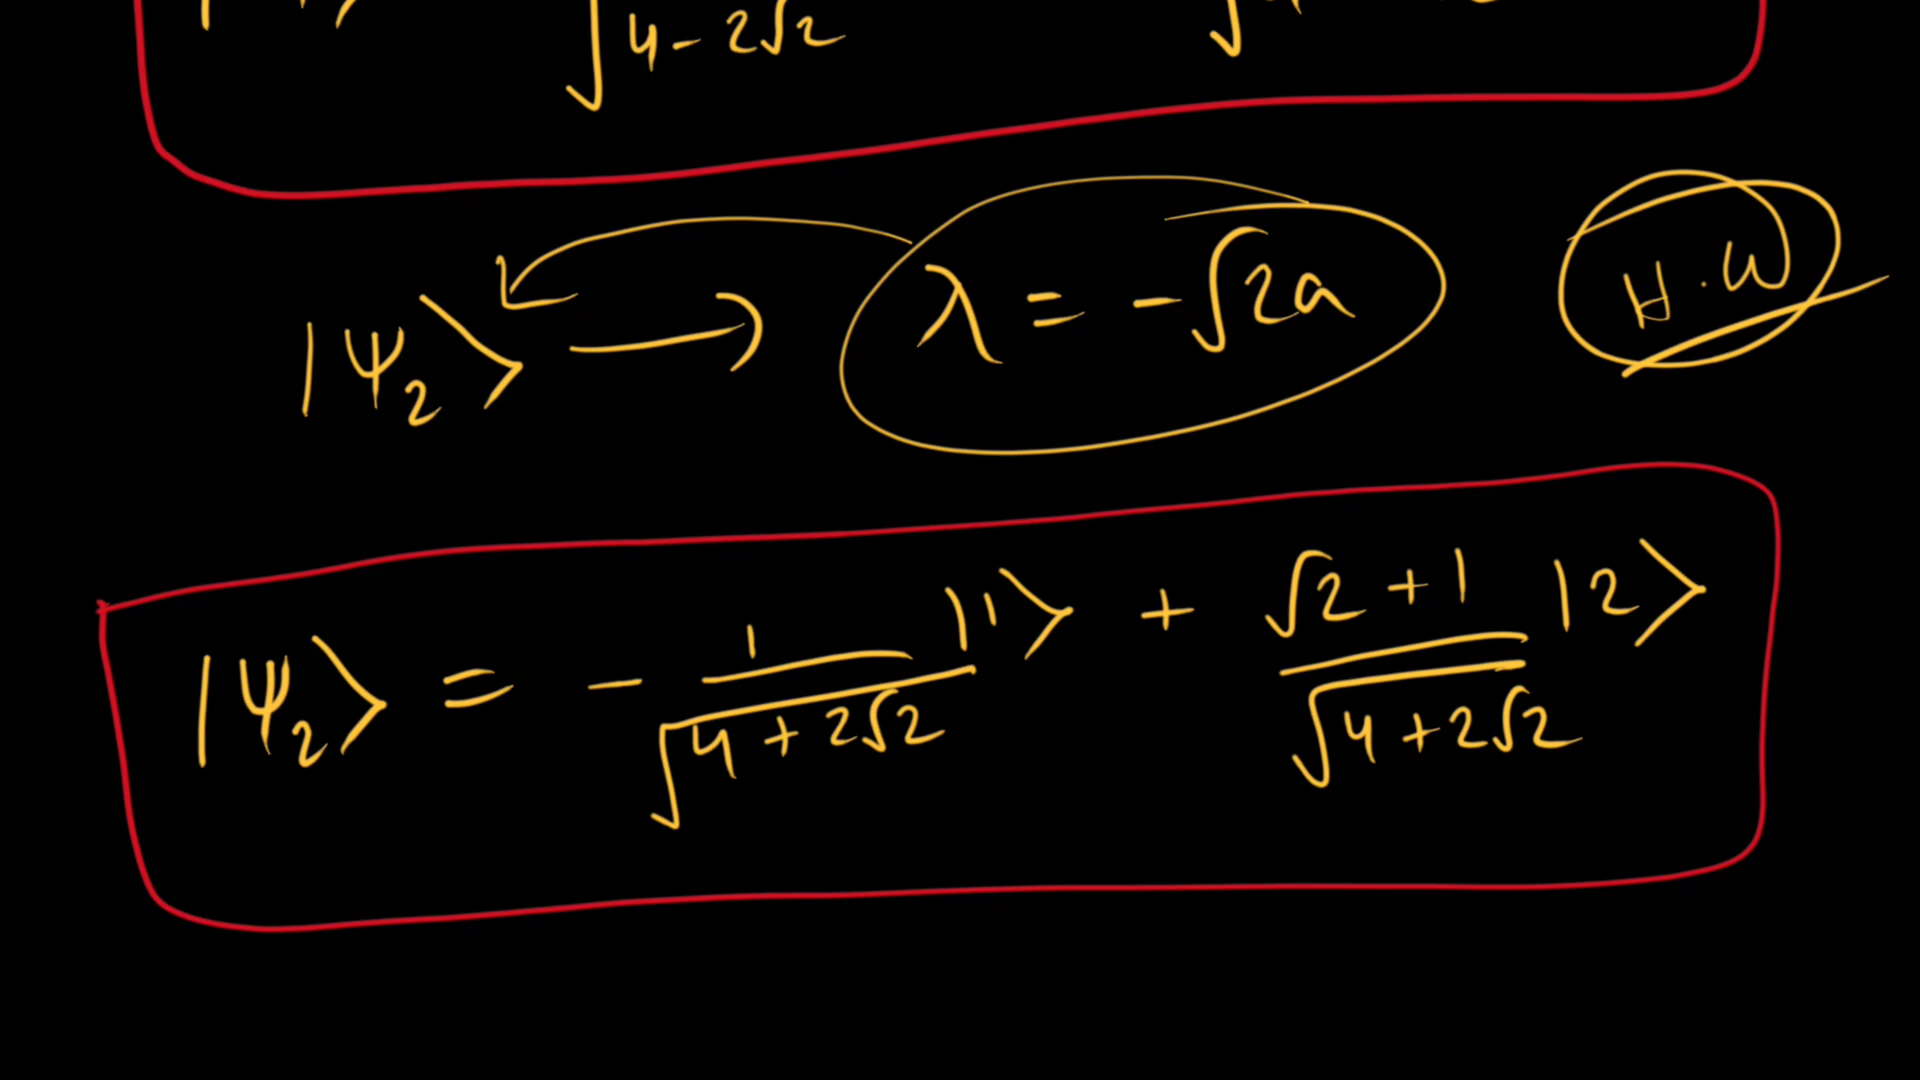 √4-2√2
|ψ₂⟩ → λ = -√2a H.W
|ψ₂⟩ = - 1/√(4+2√2) |1⟩ + (√2+1)/√(4+2√2) |2⟩